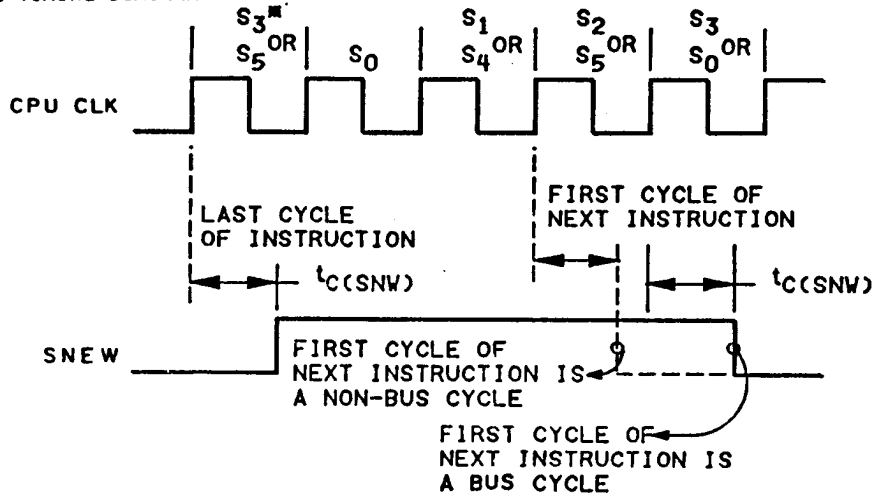 S3* OR S5
S0
S1 OR S4
S2 OR S5
S3 OR S0
CPU CLK
LAST CYCLE
OF INSTRUCTION
FIRST CYCLE OF
NEXT INSTRUCTION
tC(SNW)
tC(SNW)
SNEW
FIRST CYCLE OF
NEXT INSTRUCTION IS
A NON-BUS CYCLE
FIRST CYCLE OF
NEXT INSTRUCTION IS
A BUS CYCLE